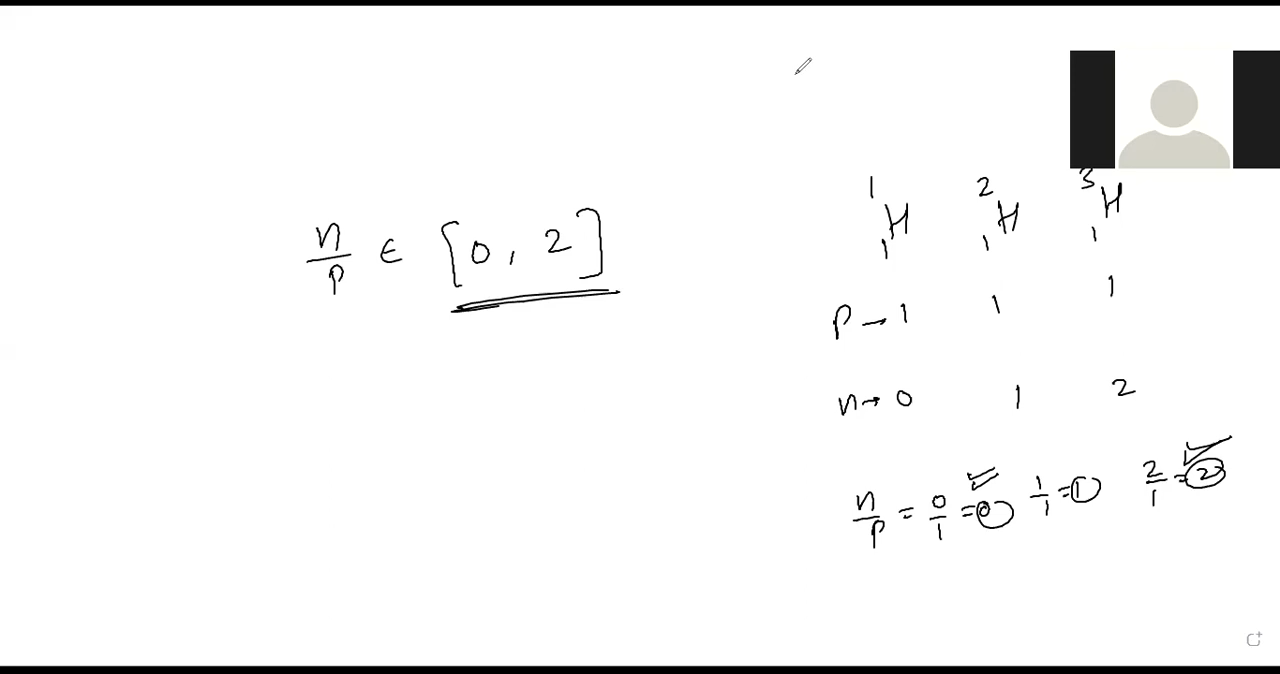 n/p ∈ [0, 2]
¹₁H ²₁H ³₁H
p → 1 1 1
n → 0 1 2
n/p = 0/1 = 0 1/1 = 1 2/1 = 2